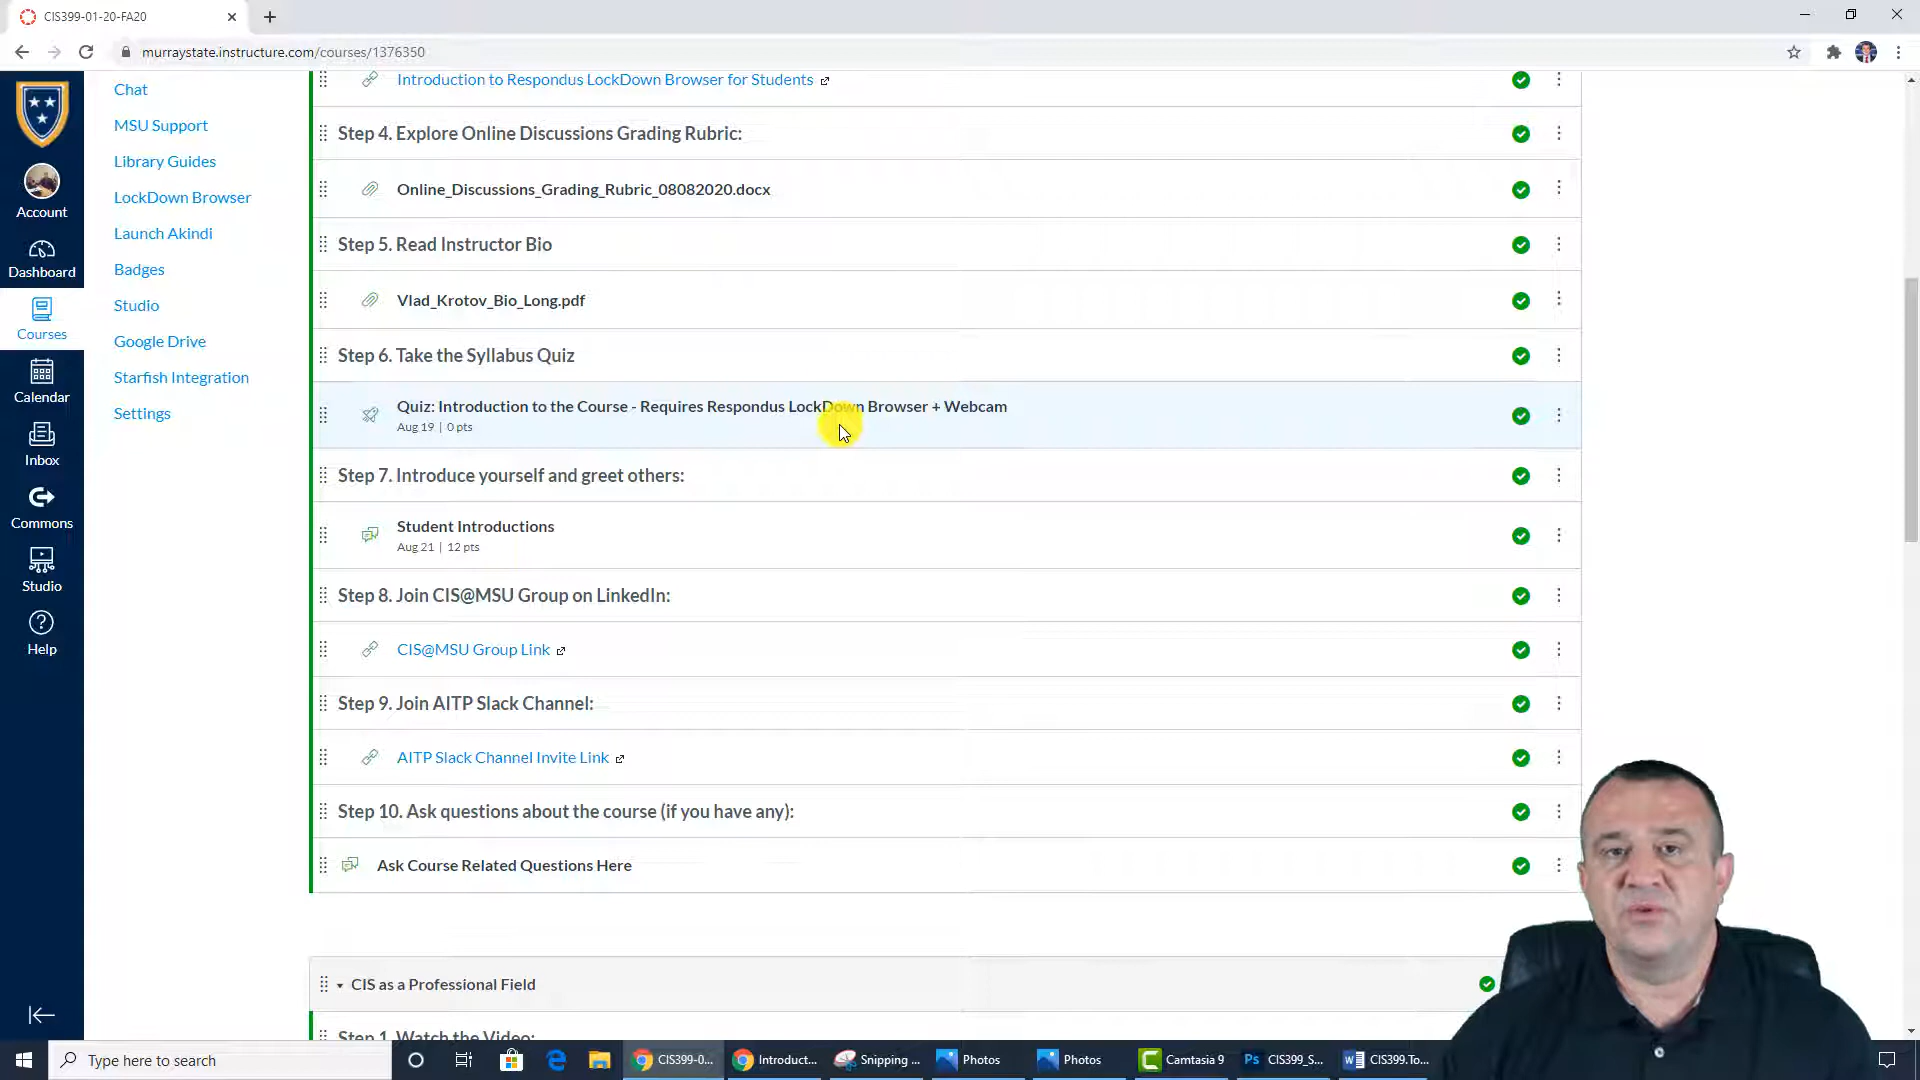 CIS399-01-20-FA20
murraystate.instructure.com/courses/1376350
Account
Dashboard
Courses
Calendar
Inbox
Commons
Studio
Help
Chat
MSU Support
Library Guides
LockDown Browser
Launch Akindi
Badges
Studio
Google Drive
Starfish Integration
Settings
Introduction to Respondus LockDown Browser for Students
Step 4. Explore Online Discussions Grading Rubric:
Online_Discussions_Grading_Rubric_08082020.docx
Step 5. Read Instructor Bio
Vlad_Krotov_Bio_Long.pdf
Step 6. Take the Syllabus Quiz
Quiz: Introduction to the Course - Requires Respondus LockDown Browser + Webcam
Aug 19 | 0 pts
Step 7. Introduce yourself and greet others:
Student Introductions
Aug 21 | 12 pts
Step 8. Join CIS@MSU Group on LinkedIn:
CIS@MSU Group Link
Step 9. Join AITP Slack Channel:
AITP Slack Channel Invite Link
Step 10. Ask questions about the course (if you have any):
Ask Course Related Questions Here
CIS as a Professional Field
Step 1. Watch the Video:
Type here to search
CIS399-0...
Introduct...
Snipping ...
Photos
Photos
Camtasia 9
Ps CIS399_S...
CIS399.To...